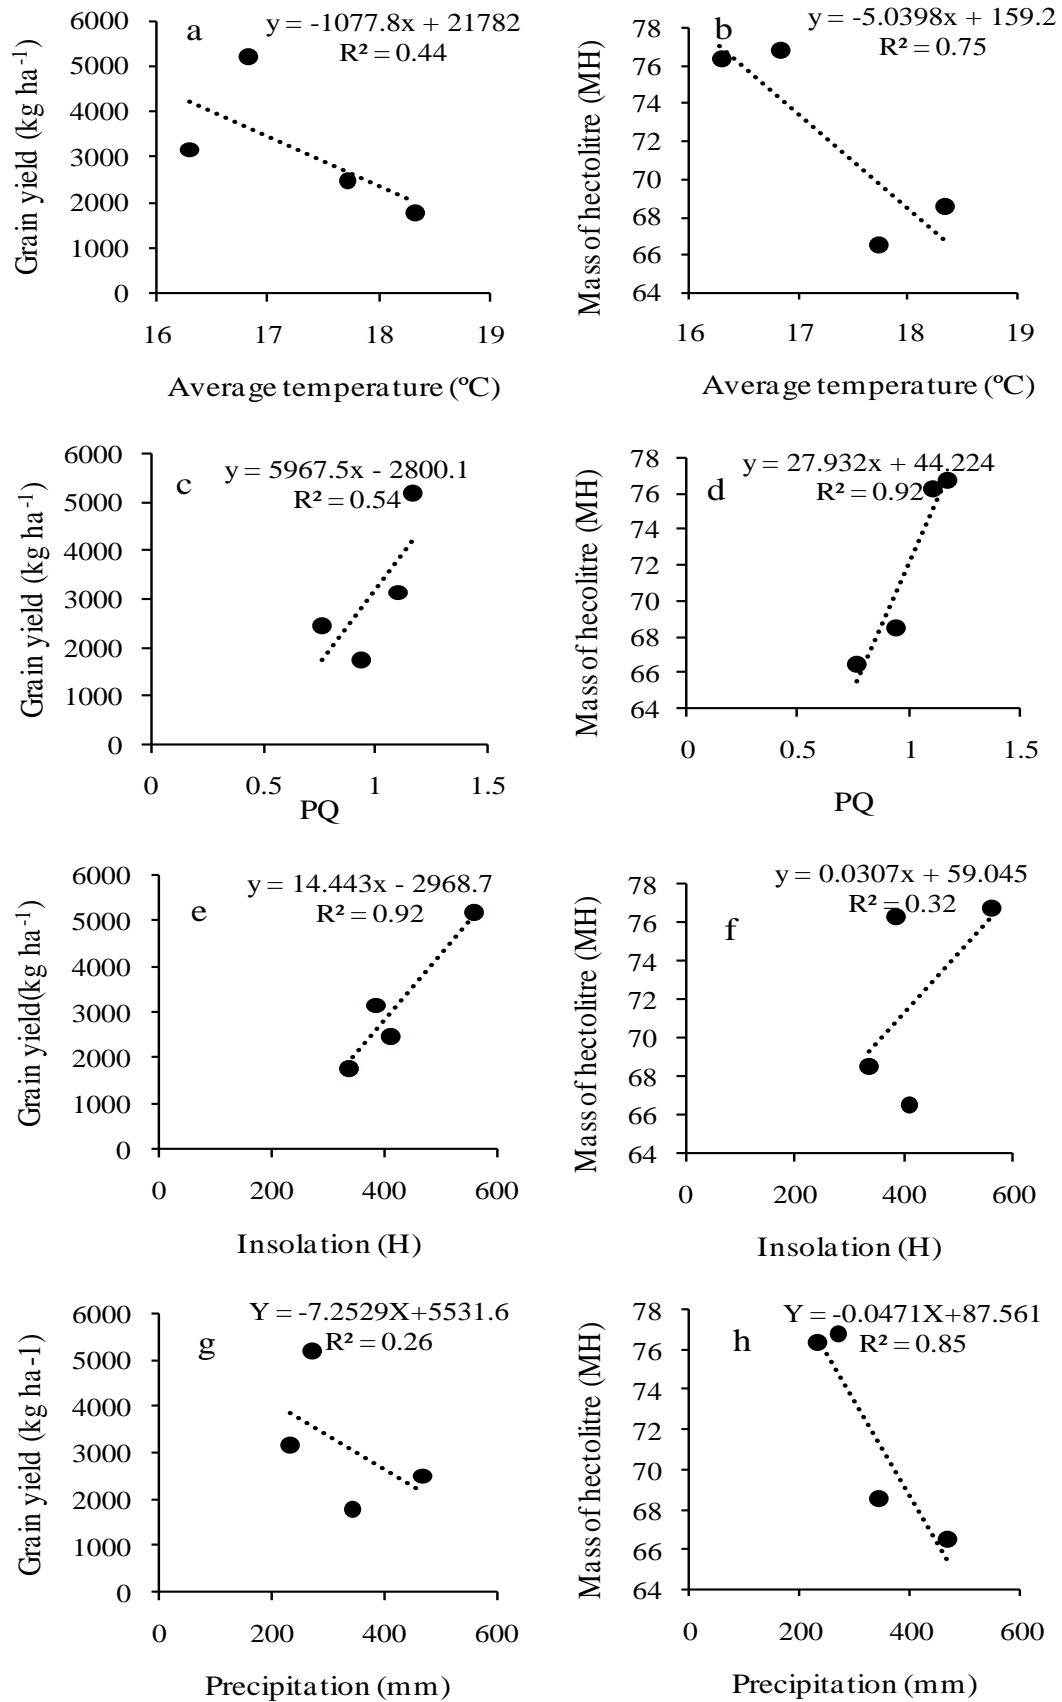 a
y = -1077.8x + 21782
R² = 0.44
Grain yield (kg ha⁻¹)
6000
5000
4000
3000
2000
1000
0
16 17 18 19
Average temperature (ºC)
b
y = -5.0398x + 159.2
R² = 0.75
Mass of hectolitre (MH)
78
76
74
72
70
68
66
64
16 17 18 19
Average temperature (ºC)
c
y = 5967.5x - 2800.1
R² = 0.54
Grain yield (kg ha⁻¹)
6000
5000
4000
3000
2000
1000
0
0 0.5 1 1.5
PQ
d
y = 27.932x + 44.224
R² = 0.92
Mass of hecolitre (MH)
78
76
74
72
70
68
66
64
0 0.5 1 1.5
PQ
e
y = 14.443x - 2968.7
R² = 0.92
Grain yield(kg ha⁻¹)
6000
5000
4000
3000
2000
1000
0
0 200 400 600
Insolation (H)
f
y = 0.0307x + 59.045
R² = 0.32
Mass of hectolitre (MH)
78
76
74
72
70
68
66
64
0 200 400 600
Insolation (H)
g
Y = -7.2529X+5531.6
R² = 0.26
Grain yield (kg ha-1)
6000
5000
4000
3000
2000
1000
0
0 200 400 600
Precipitation (mm)
h
Y = -0.0471X+87.561
R² = 0.85
Mass of hectolitre (MH)
78
76
74
72
70
68
66
64
0 200 400 600
Precipitation (mm)